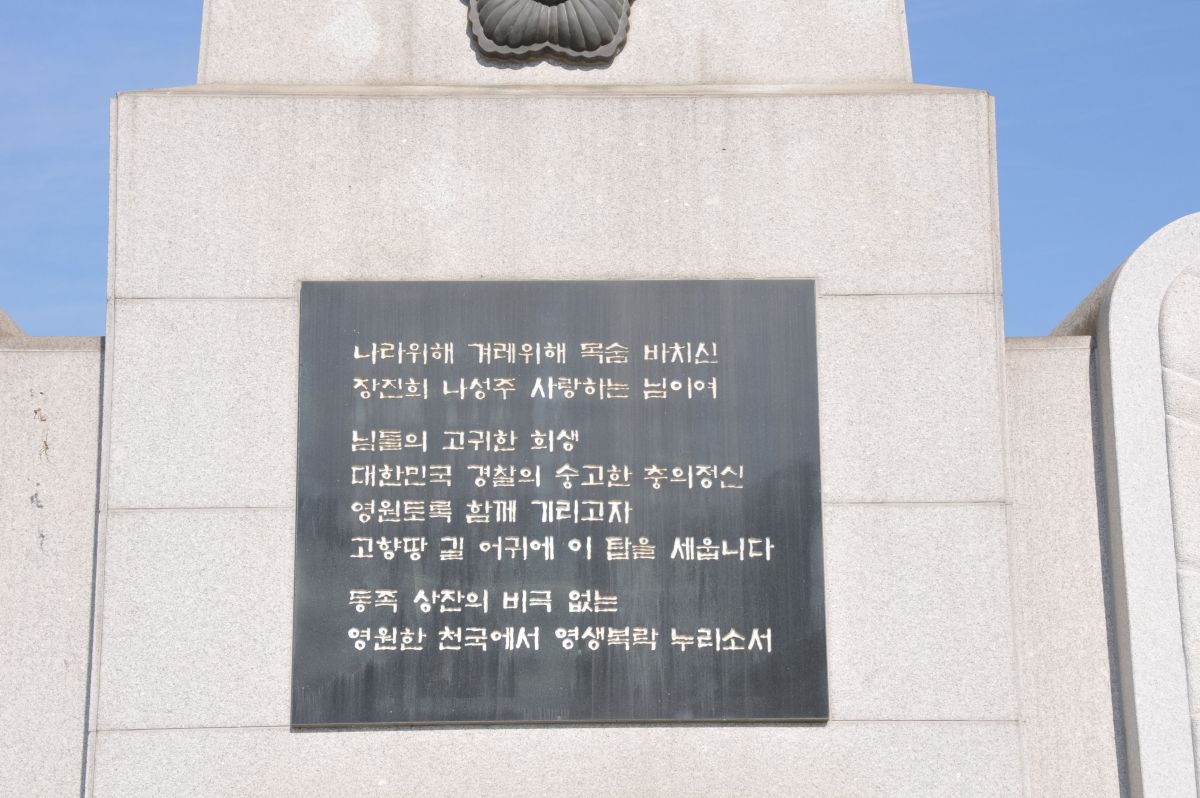 나라위해 겨레위해 목숨 바치신
장진희 나성주 사랑하는 님이여
님들의 고귀한 희생
대한민국 경찰의 숭고한 충의정신
영원토록 함께 기리고자
고향땅 길 어귀에 이 탑을 세웁니다
동족 상잔의 비극 없는
영원한 천국에서 영생복락 누리소서